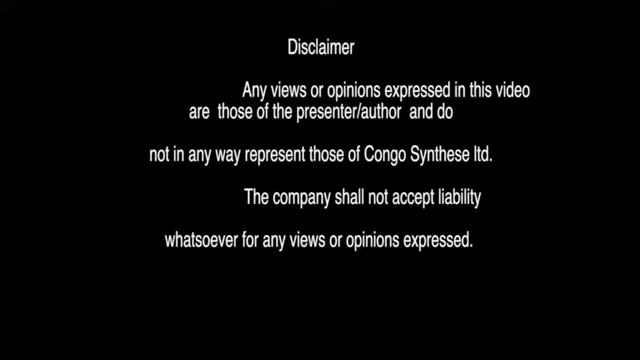 Disclaimer
Any views or opinions expressed in this video
are those of the presenter/author and do
not in any way represent those of Congo Synthese ltd.
The company shall not accept liability
whatsoever for any views or opinions expressed.